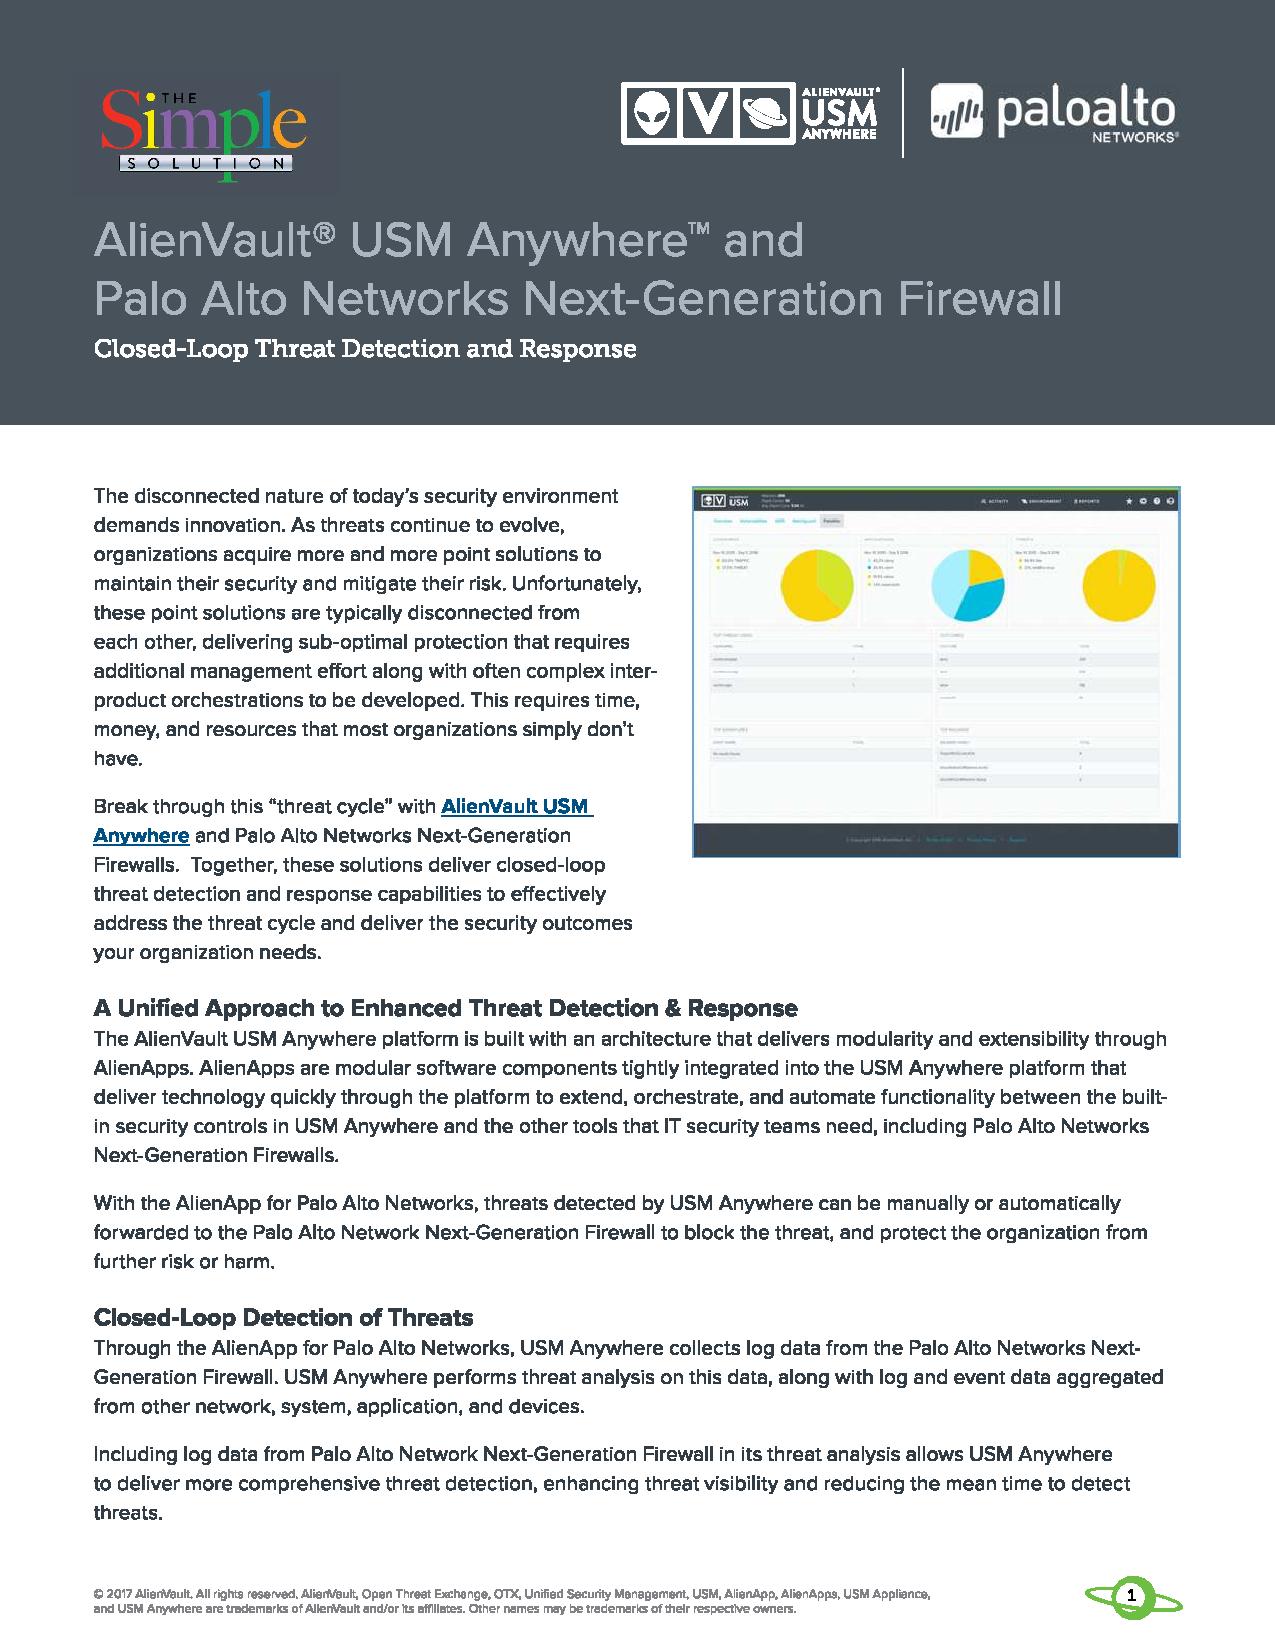 THE
Simple
SOLUTION
ALIENVAULT®
USM
ANYWHERE
paloalto
NETWORKS®
AlienVault® USM Anywhere™ and
Palo Alto Networks Next-Generation Firewall
Closed-Loop Threat Detection and Response
The disconnected nature of today's security environment
demands innovation. As threats continue to evolve,
organizations acquire more and more point solutions to
maintain their security and mitigate their risk. Unfortunately,
these point solutions are typically disconnected from
each other, delivering sub-optimal protection that requires
additional management effort along with often complex inter-
product orchestrations to be developed. This requires time,
money, and resources that most organizations simply don't
have.
Break through this “threat cycle” with AlienVault USM
Anywhere and Palo Alto Networks Next-Generation
Firewalls.  Together, these solutions deliver closed-loop
threat detection and response capabilities to effectively
address the threat cycle and deliver the security outcomes
your organization needs.
USM
ACTIVITY
ENVIRONMENT
REPORTS
A Unified Approach to Enhanced Threat Detection & Response
The AlienVault USM Anywhere platform is built with an architecture that delivers modularity and extensibility through
AlienApps. AlienApps are modular software components tightly integrated into the USM Anywhere platform that
deliver technology quickly through the platform to extend, orchestrate, and automate functionality between the built-
in security controls in USM Anywhere and the other tools that IT security teams need, including Palo Alto Networks
Next-Generation Firewalls.
With the AlienApp for Palo Alto Networks, threats detected by USM Anywhere can be manually or automatically
forwarded to the Palo Alto Network Next-Generation Firewall to block the threat, and protect the organization from
further risk or harm.
Closed-Loop Detection of Threats
Through the AlienApp for Palo Alto Networks, USM Anywhere collects log data from the Palo Alto Networks Next-
Generation Firewall. USM Anywhere performs threat analysis on this data, along with log and event data aggregated
from other network, system, application, and devices.
Including log data from Palo Alto Network Next-Generation Firewall in its threat analysis allows USM Anywhere
to deliver more comprehensive threat detection, enhancing threat visibility and reducing the mean time to detect
threats.
© 2017 AlienVault. All rights reserved. AlienVault, Open Threat Exchange, OTX, Unified Security Management, USM, AlienApp, AlienApps, USM Appliance,
and USM Anywhere are trademarks of AlienVault and/or its affiliates. Other names may be trademarks of their respective owners.
1